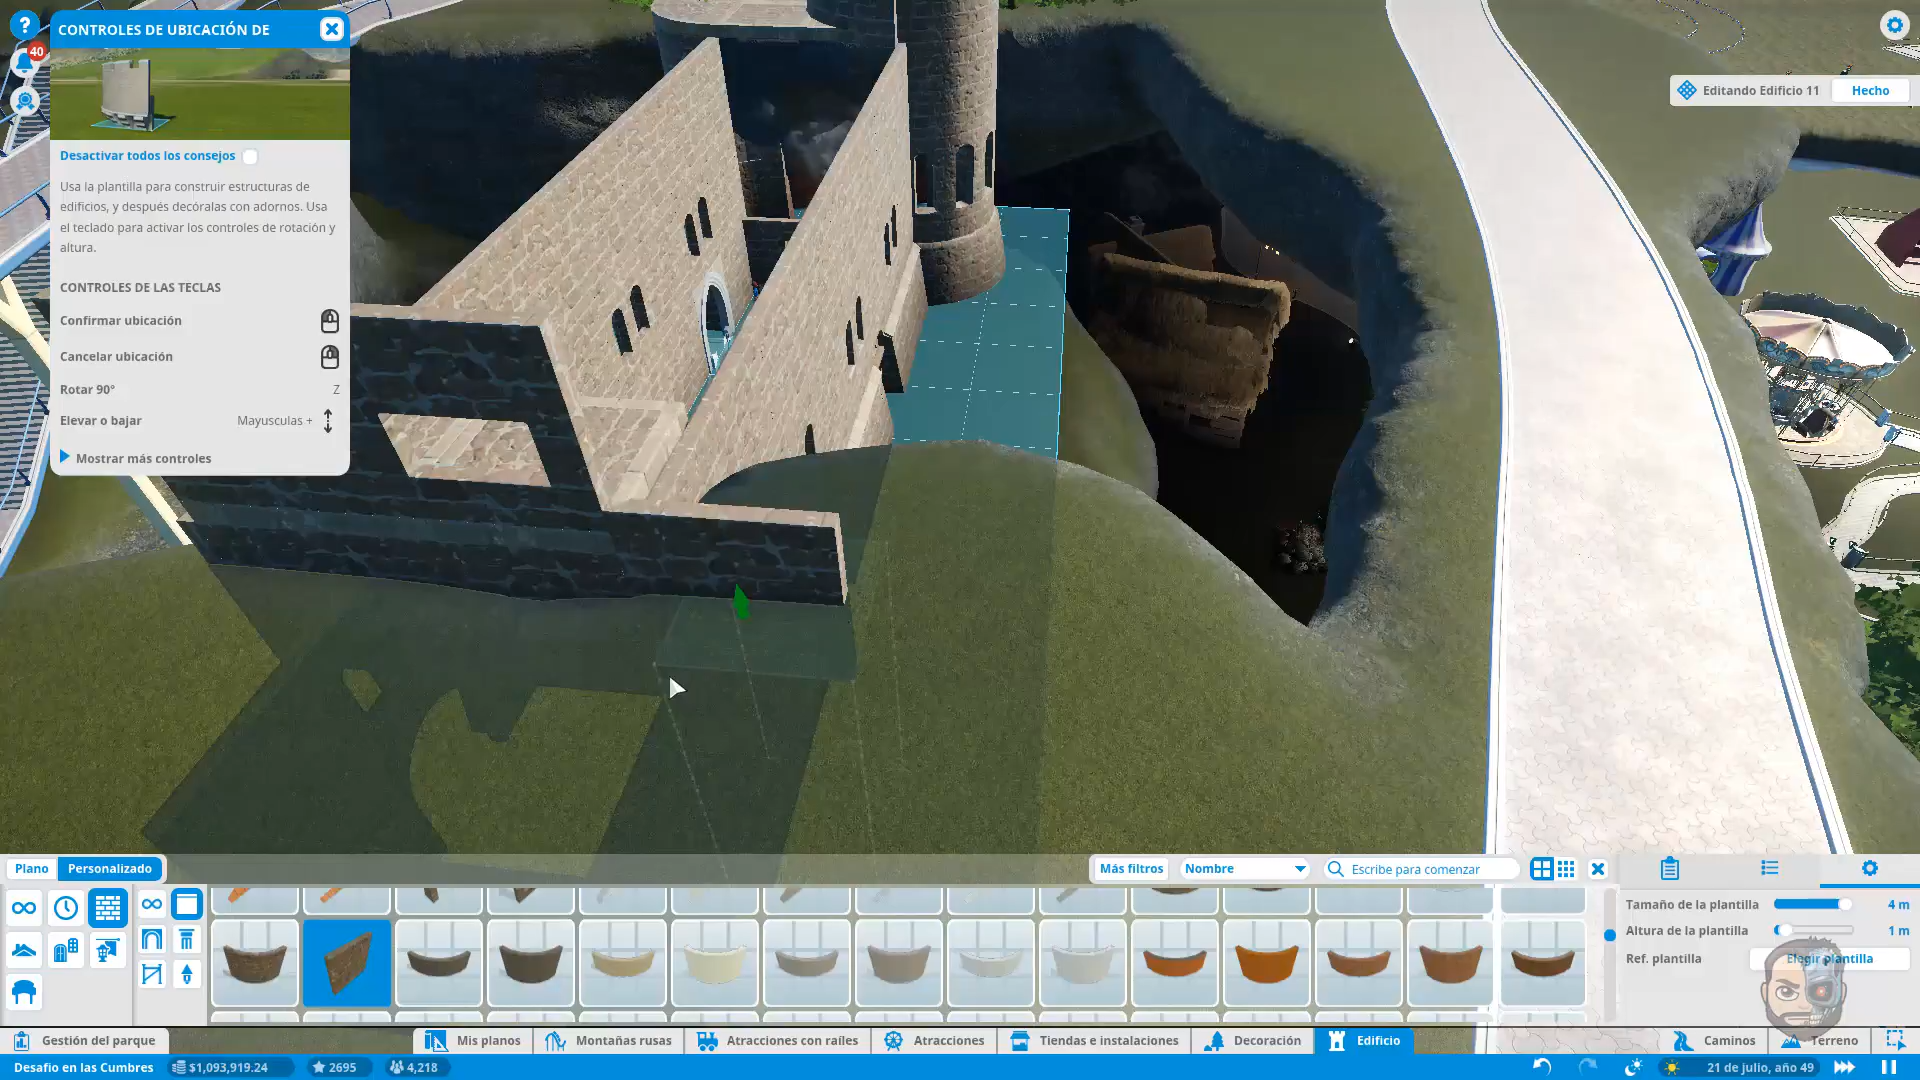 ?
40
CONTROLES DE UBICACIÓN DE
Desactivar todos los consejos
Usa la plantilla para construir estructuras de
edificios, y después decóralas con adornos. Usa
el teclado para activar los controles de rotación y
altura.
CONTROLES DE LAS TECLAS
Confirmar ubicación
Cancelar ubicación
Rotar 90° Z
Elevar o bajar Mayusculas +
Mostrar más controles
Editando Edificio 11 Hecho
Plano Personalizado
Más filtros Nombre Escribe para comenzar
Tamaño de la plantilla 4 m
Altura de la plantilla 1 m
Ref. plantilla Elegir plantilla
Gestión del parque Mis planos Montañas rusas Atracciones con raíles Atracciones Tiendas e instalaciones Decoración Edificio Caminos Terreno
Desafio en las Cumbres $1,093,919.24 2695 4,218 21 de julio, año 49